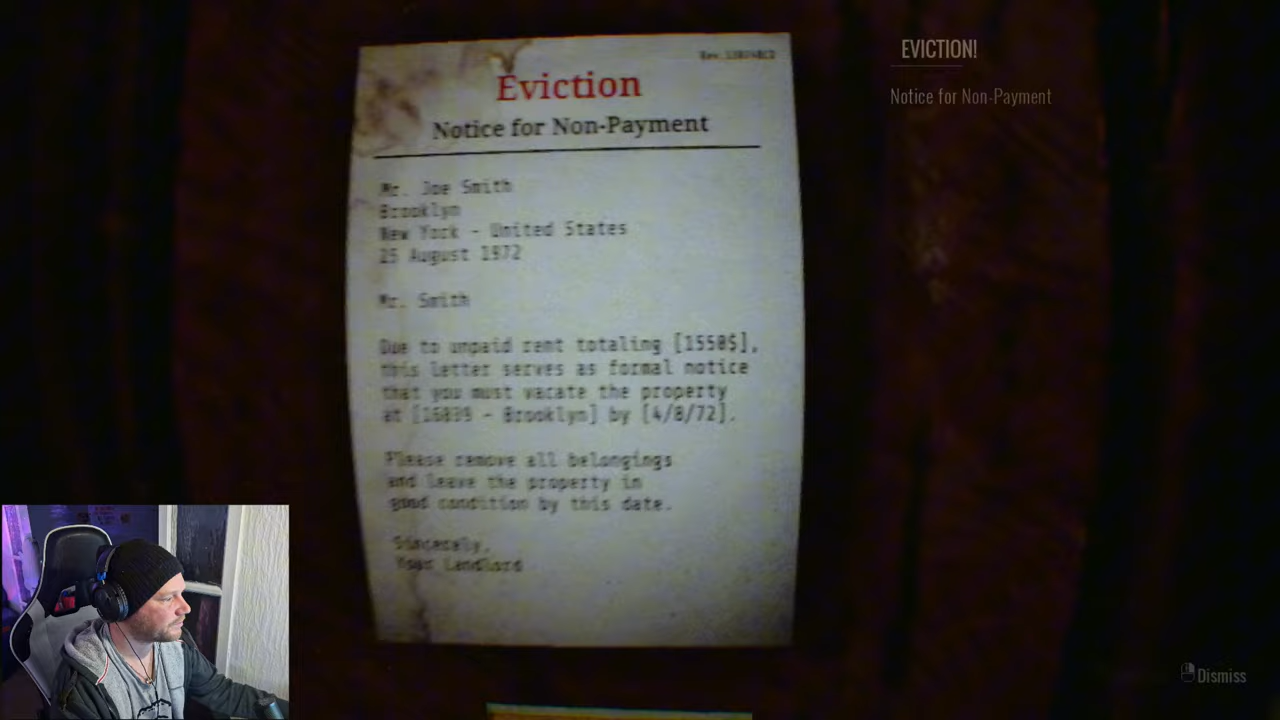 EVICTION!
Notice for Non-Payment
Eviction
Notice for Non-Payment
Mr. Joe Smith
Brooklyn
New York - United States
25 August 1972
Mr. Smith
Due to unpaid rent totaling [1550$],
this letter serves as formal notice
that you must vacate the property
at [16039 - Brooklyn] by [4/8/72].
Please remove all belongings
and leave the property in
good condition by this date.
Sincerely,
Your Landlord
Dismiss